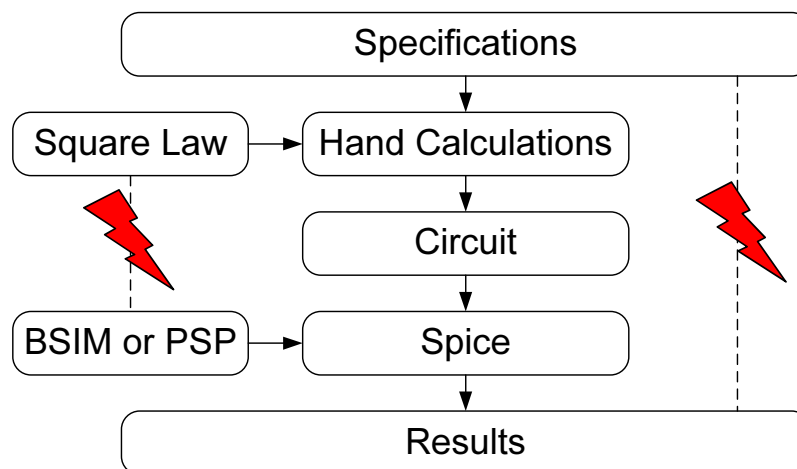 Specifications
Square Law
Hand Calculations
Circuit
BSIM or PSP
Spice
Results